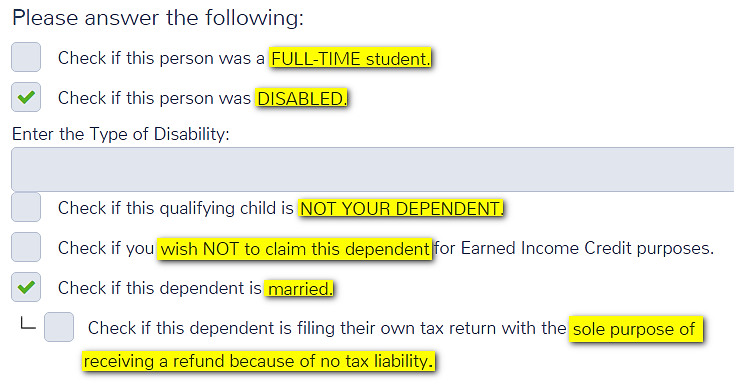 Please answer the following:
Check if this person was a FULL-TIME student.
Check if this person was DISABLED.
Enter the Type of Disability:
Check if this qualifying child is NOT YOUR DEPENDENT.
Check if you wish NOT to claim this dependent for Earned Income Credit purposes.
Check if this dependent is married.
Check if this dependent is filing their own tax return with the sole purpose of
receiving a refund because of no tax liability.